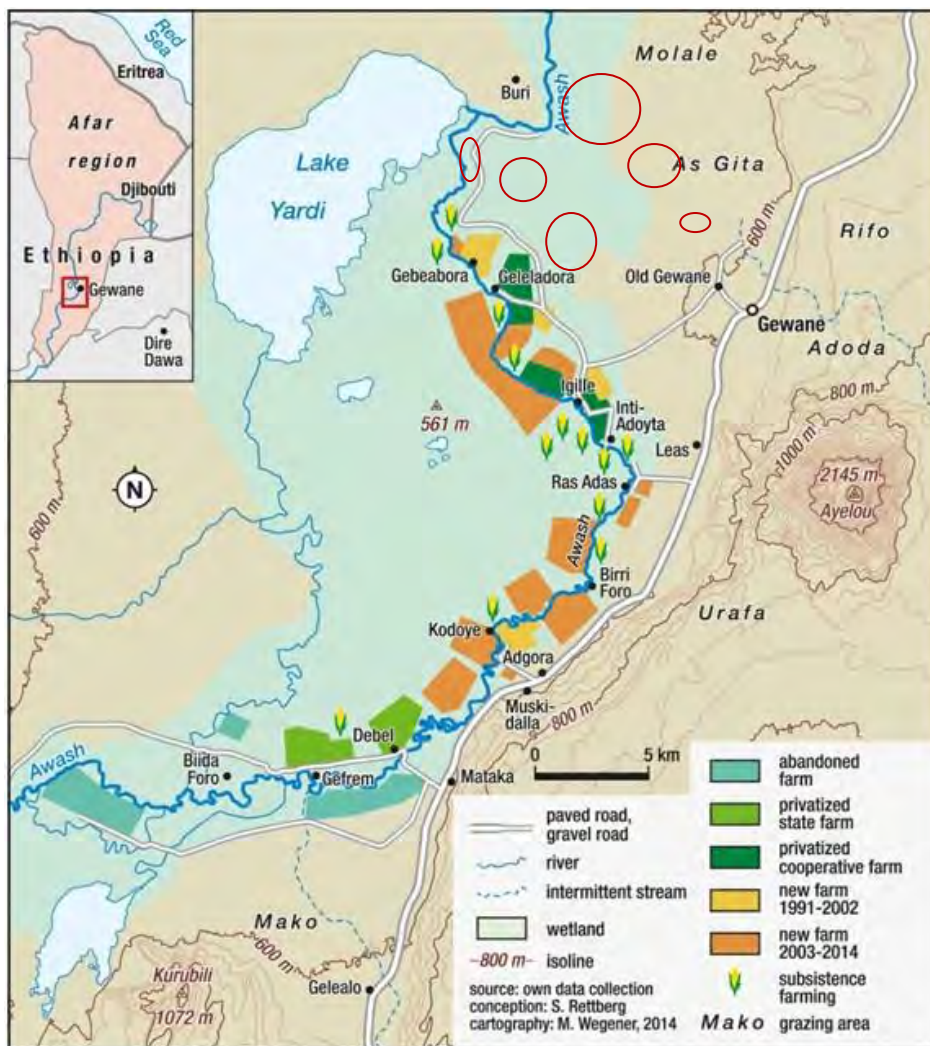 Red
Sea
Eritrea
Afar
region
Djibouti
Ethiopia
Gewane
Dire
Dawa
Molale
Buri
Awash
Lake
Yardi
As Gita
600 m
Rifo
Gebeabora
Geleladora
Old Gewane
Gewane
Adoda
800 m
561 m
Igille
Inti-
Adoyta
Leas
1000 m
2145 m
Ayelou
N
600 m
Ras Adas
Awash
Birri
Foro
Urafa
Kodoye
Adgora
Muski-
dalla
800 m
Debel
Awash
Bilda
Foro
Gefrem
Mataka
0 5 km
Mako
600 m
Kurubili
1072 m
Gelealo
paved road,
gravel road
river
intermittent stream
wetland
-800 m- isoline
source: own data collection
conception: S. Rettberg
cartography: M. Wegener, 2014
abandoned
farm
privatized
state farm
privatized
cooperative farm
new farm
1991-2002
new farm
2003-2014
subsistence
farming
Mako grazing area